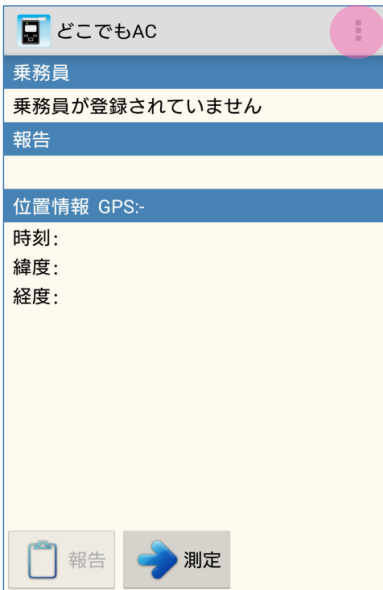 どこでもAC
乗務員
乗務員が登録されていません
報告
位置情報 GPS:-
時刻:
緯度:
経度:
報告
測定